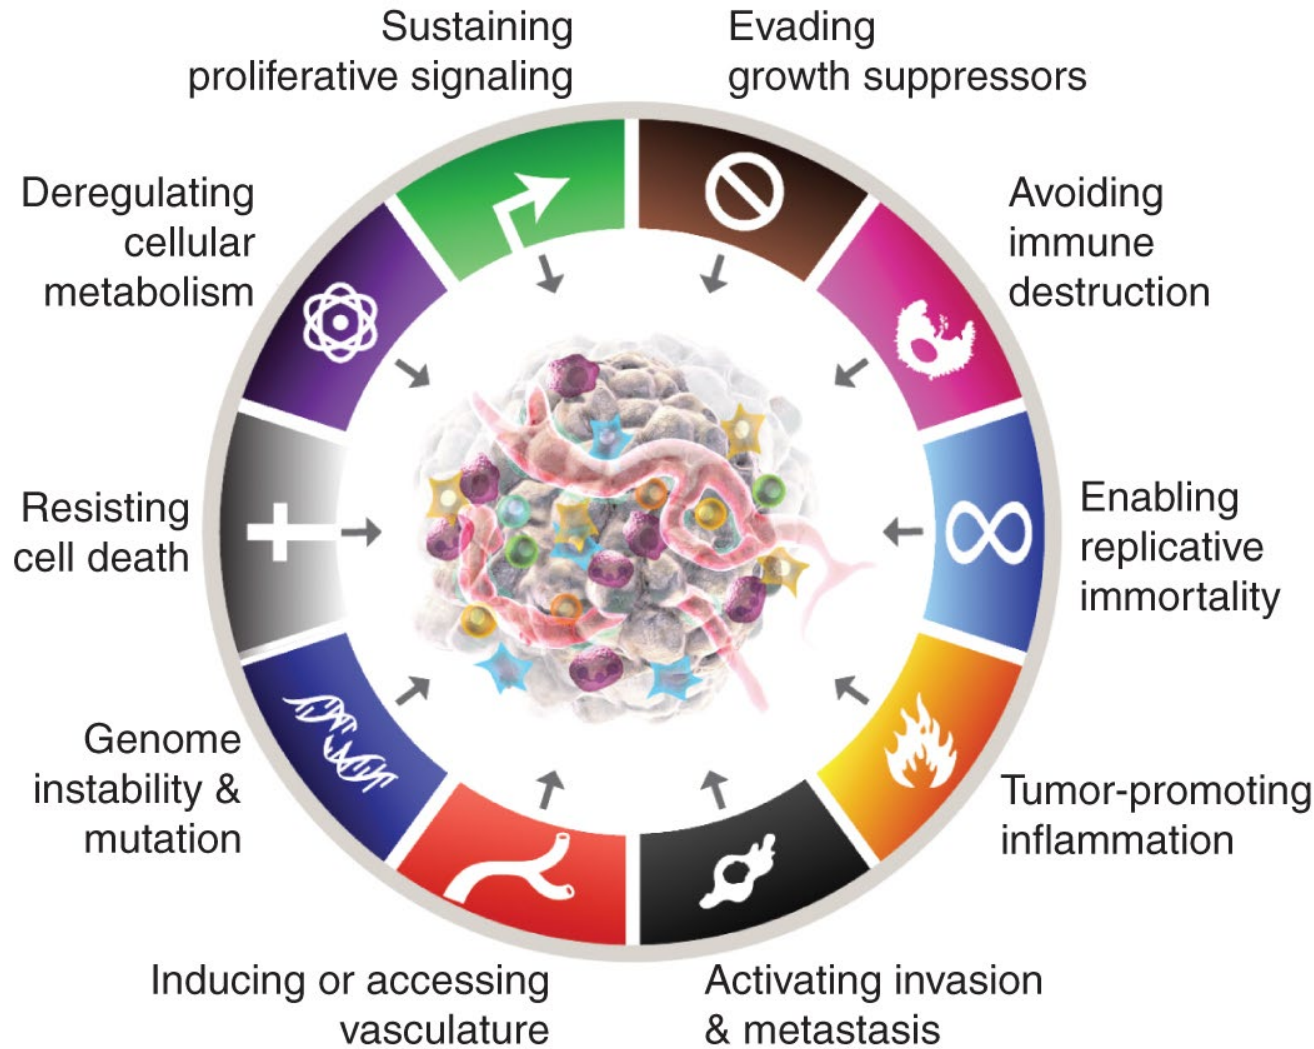 Sustaining
proliferative signaling
Evading
growth suppressors
Avoiding
immune
destruction
Enabling
replicative
immortality
Tumor-promoting
inflammation
Activating invasion
& metastasis
Inducing or accessing
vasculature
Genome
instability &
mutation
Resisting
cell death
Deregulating
cellular
metabolism